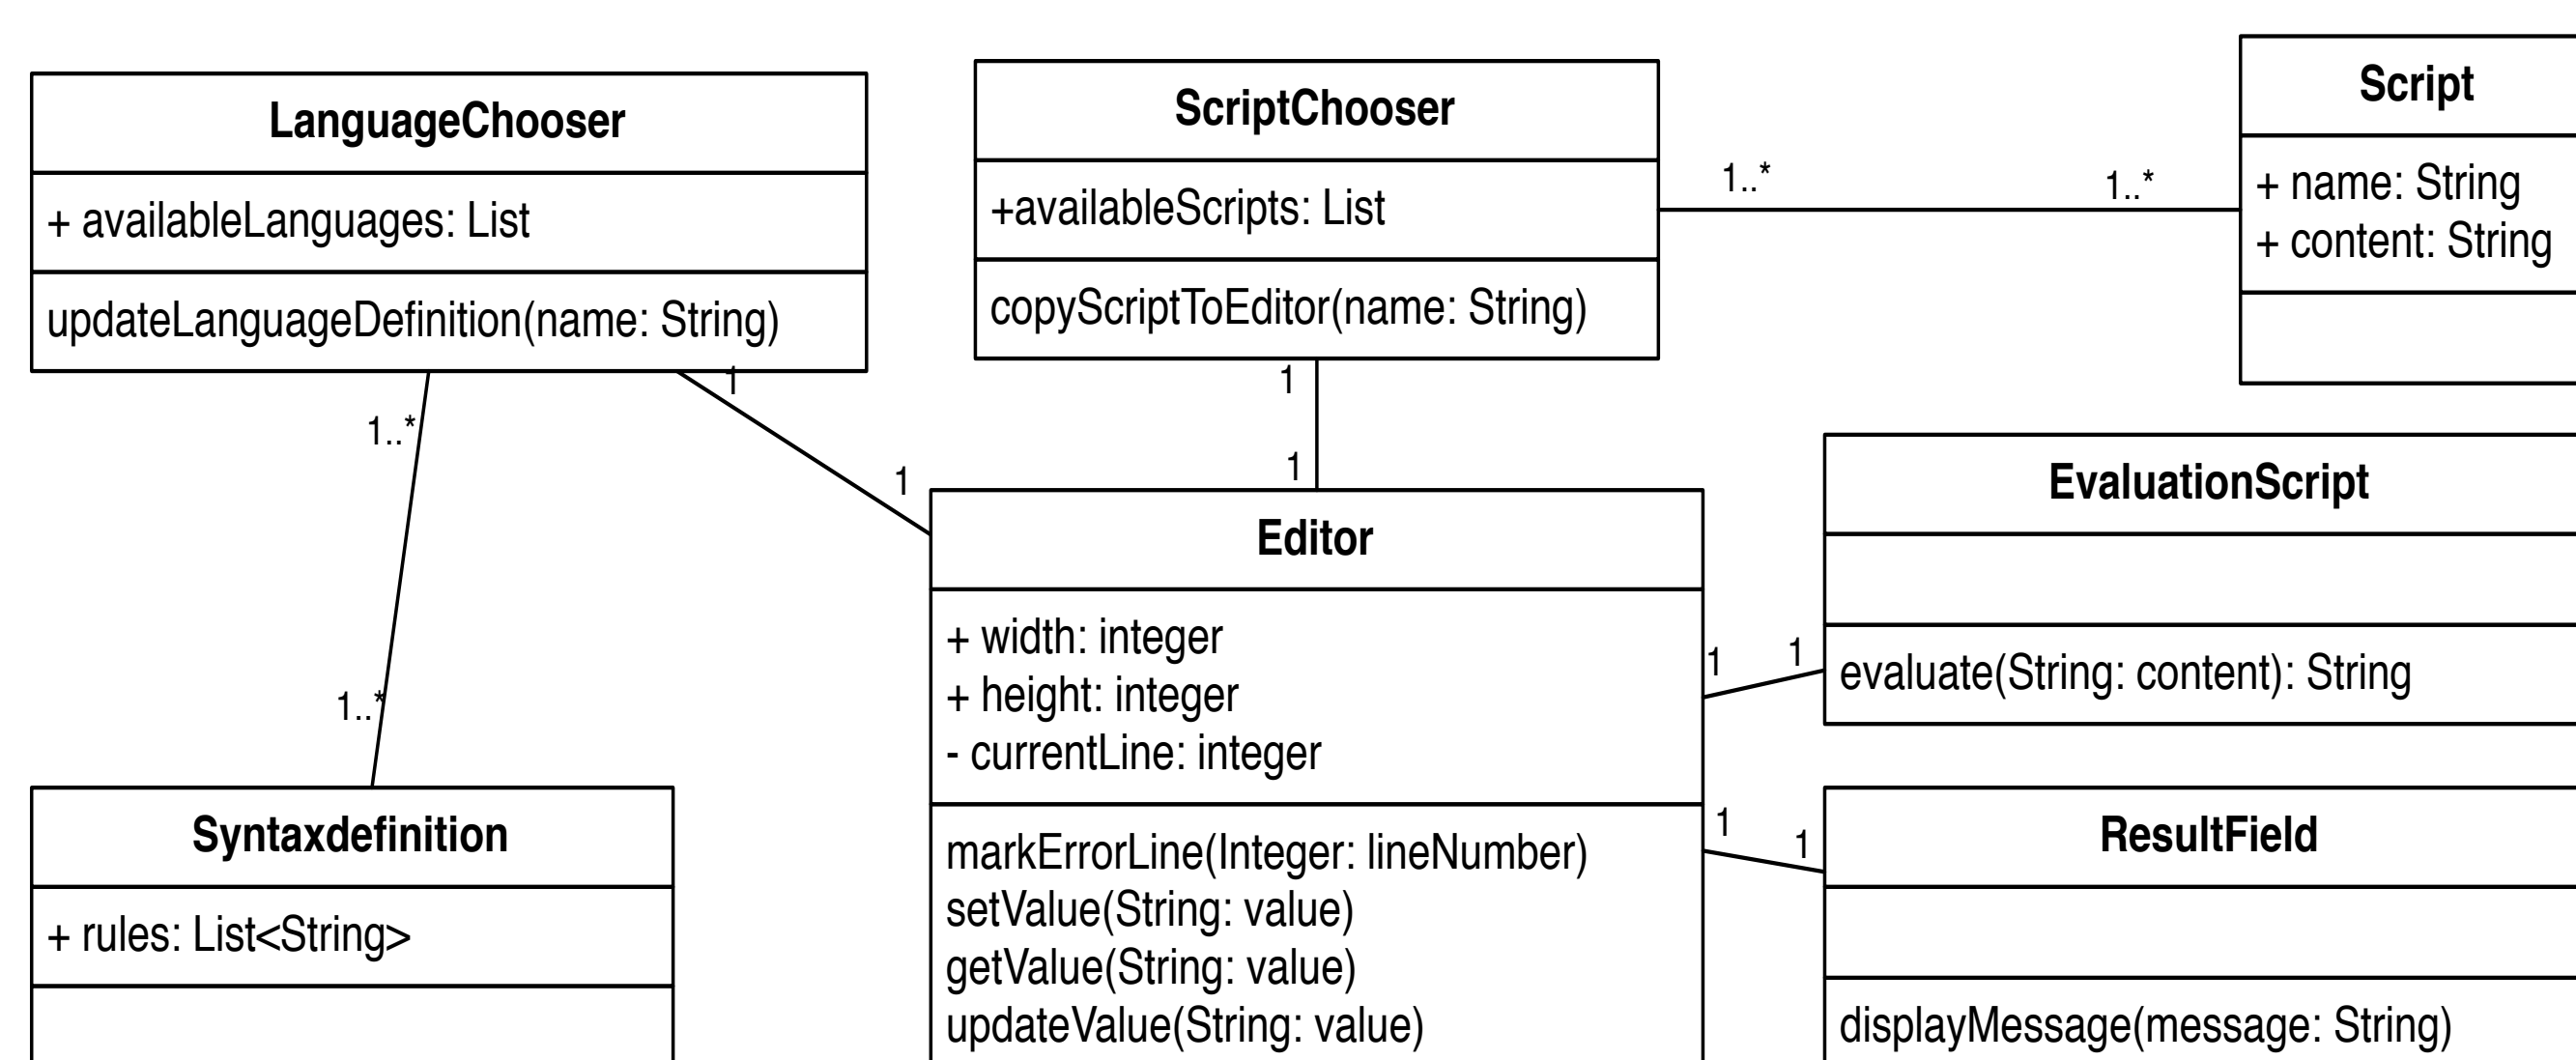 LanguageChooser
+ availableLanguages: List
updateLanguageDefinition(name: String)
ScriptChooser
+availableScripts: List
copyScriptToEditor(name: String)
1..*
1..*
Script
+ name: String
+ content: String
1
1
1
1
1..*
1..*
Editor
+ width: integer
+ height: integer
- currentLine: integer
markErrorLine(Integer: lineNumber)
setValue(String: value)
getValue(String: value)
updateValue(String: value)
1
1
EvaluationScript
evaluate(String: content): String
1
1
ResultField
displayMessage(message: String)
Syntaxdefinition
+ rules: List<String>